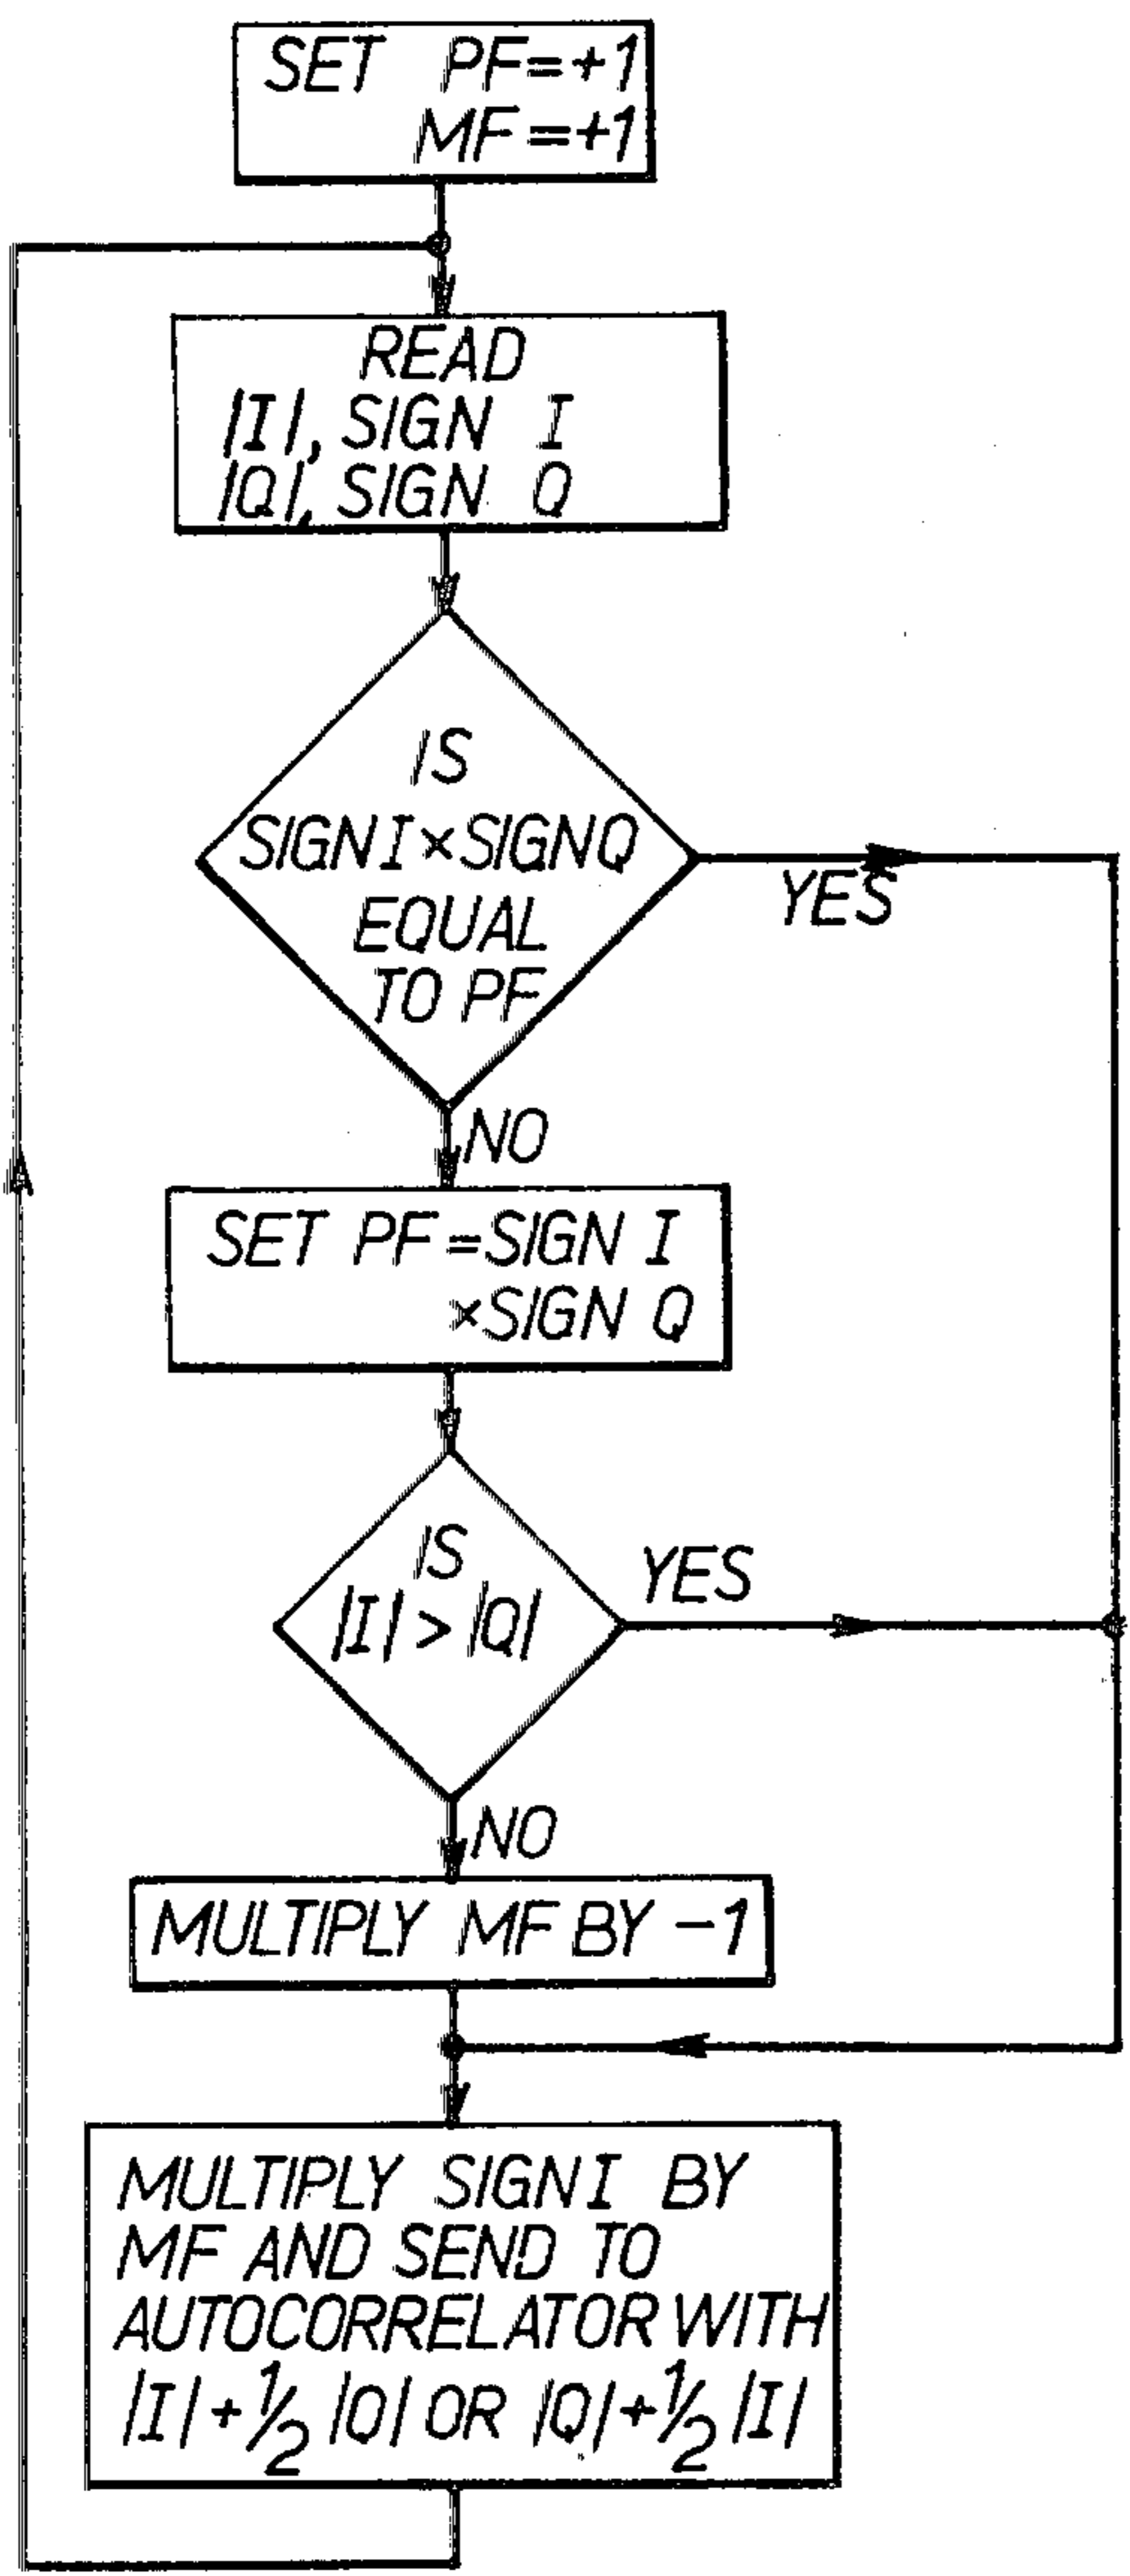 SET PF=+1
MF=+1
READ
|I|, SIGN I
|Q|, SIGN Q
IS
SIGN I×SIGN Q
EQUAL
TO PF
YES
NO
SET PF=SIGN I
×SIGN Q
IS
|I| > |Q|
YES
NO
MULTIPLY MF BY -1
MULTIPLY SIGN I BY
MF AND SEND TO
AUTOCORRELATOR WITH
|I|+½ |Q| OR |Q|+½ |I|